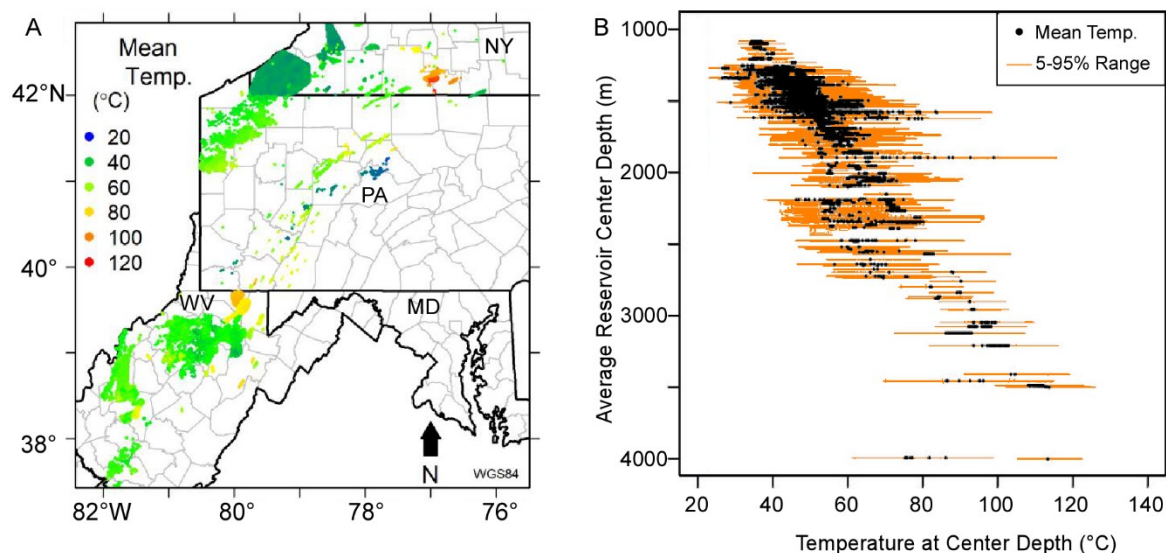 A
Mean
Temp.
(°C)
20
40
60
80
100
120
NY
PA
WV
MD
N
WGS84
42°N
40°
38°
82°W
80°
78°
76°
B
Mean Temp.
5-95% Range
Average Reservoir Center Depth (m)
1000
2000
3000
4000
20
40
60
80
100
120
140
Temperature at Center Depth (°C)